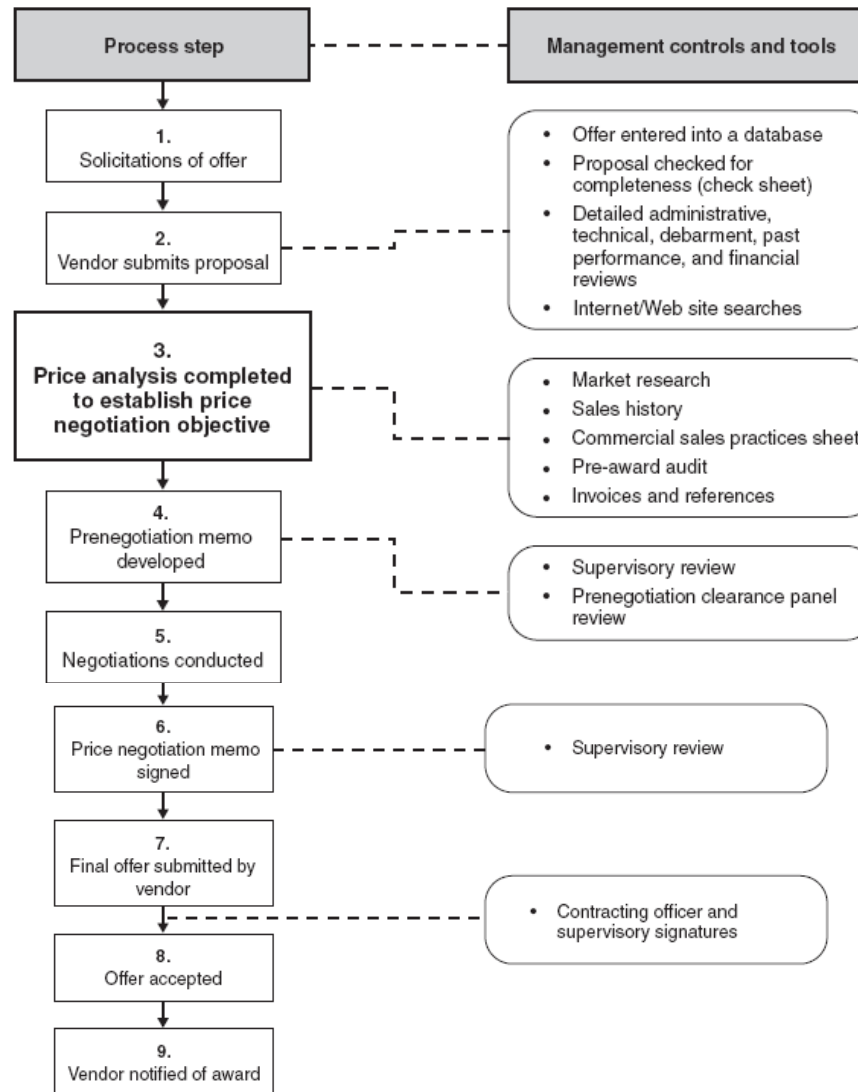 Process step
Management controls and tools
1.
Solicitations of offer
2.
Vendor submits proposal
• Offer entered into a database
• Proposal checked for
completeness (check sheet)
• Detailed administrative,
technical, debarment, past
performance, and financial
reviews
• Internet/Web site searches
3.
Price analysis completed
to establish price
negotiation objective
• Market research
• Sales history
• Commercial sales practices sheet
• Pre-award audit
• Invoices and references
4.
Prenegotiation memo
developed
• Supervisory review
• Prenegotiation clearance panel
review
5.
Negotiations conducted
6.
Price negotiation memo
signed
• Supervisory review
7.
Final offer submitted by
vendor
• Contracting officer and
supervisory signatures
8.
Offer accepted
9.
Vendor notified of award